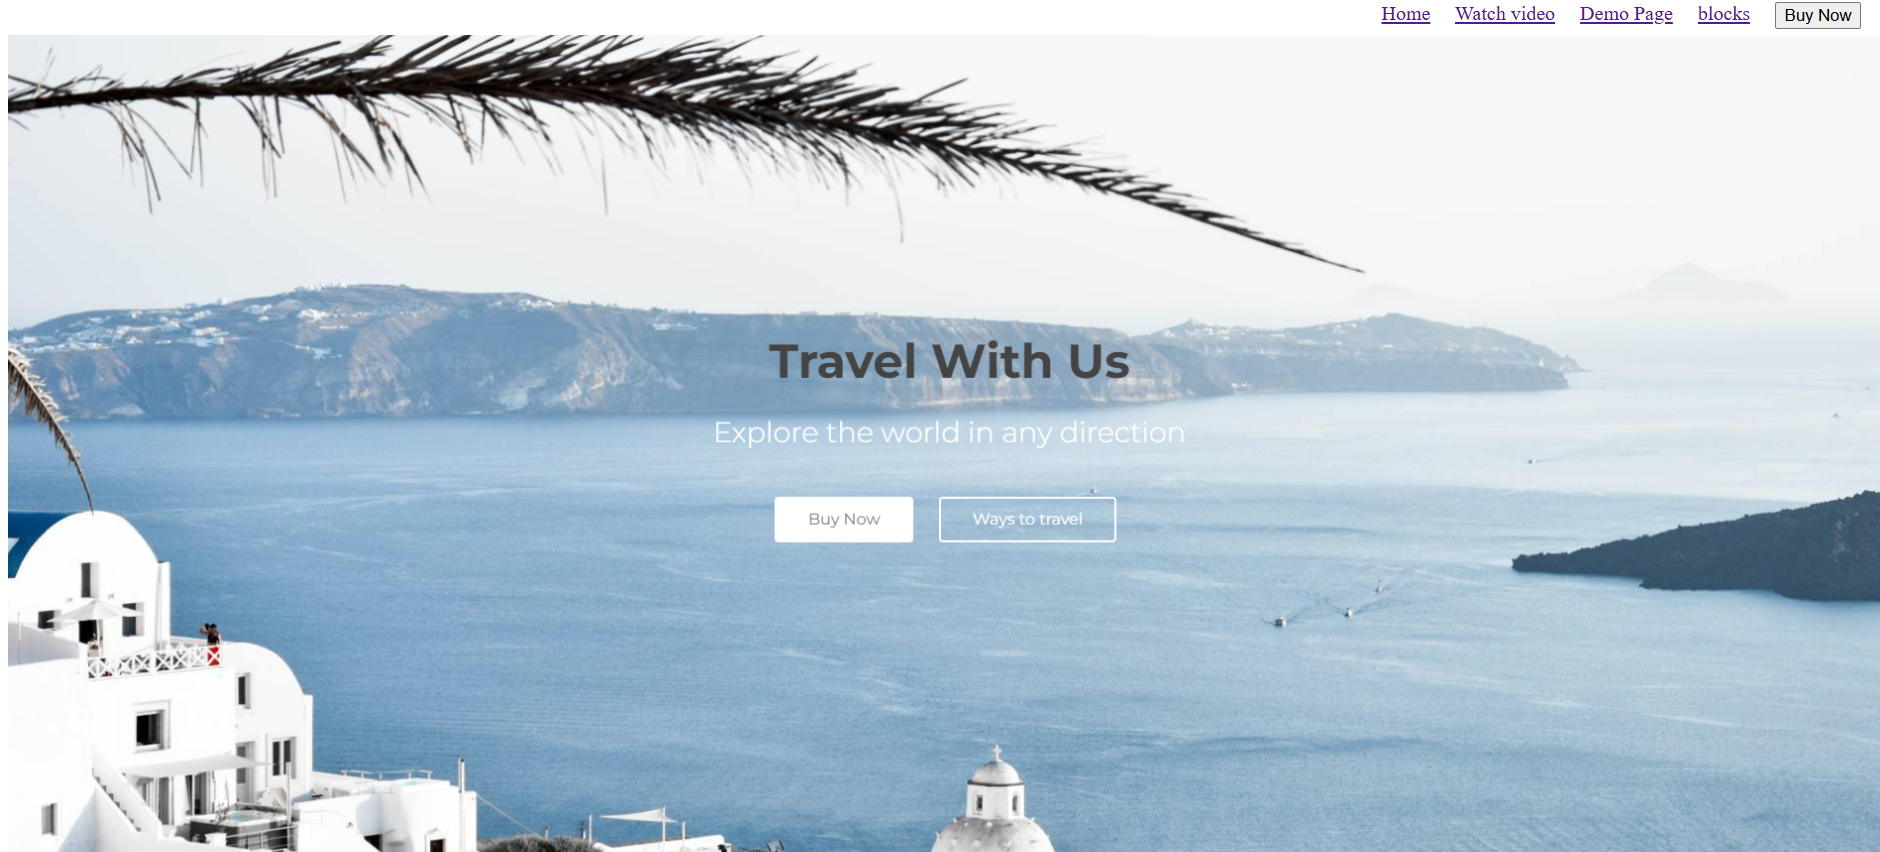 Home Watch video Demo Page blocks Buy Now
Travel With Us
Explore the world in any direction
Buy Now Ways to travel